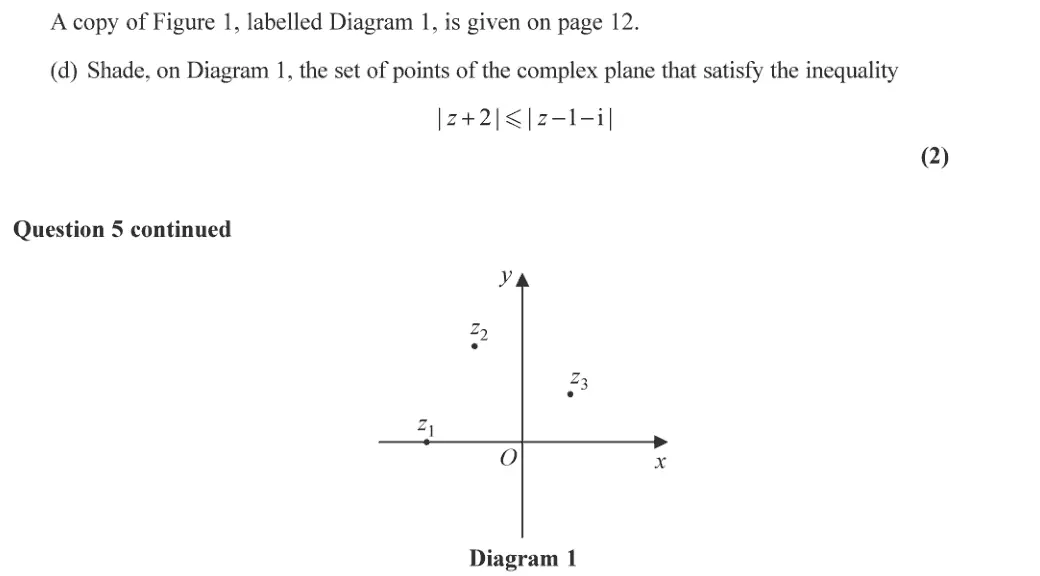 A copy of Figure 1, labelled Diagram 1, is given on page 12.
(d) Shade, on Diagram 1, the set of points of the complex plane that satisfy the inequality
|z+2|⩽|z−1−i|
(2)
Question 5 continued
y
z₂
z₃
z₁
O
x
Diagram 1